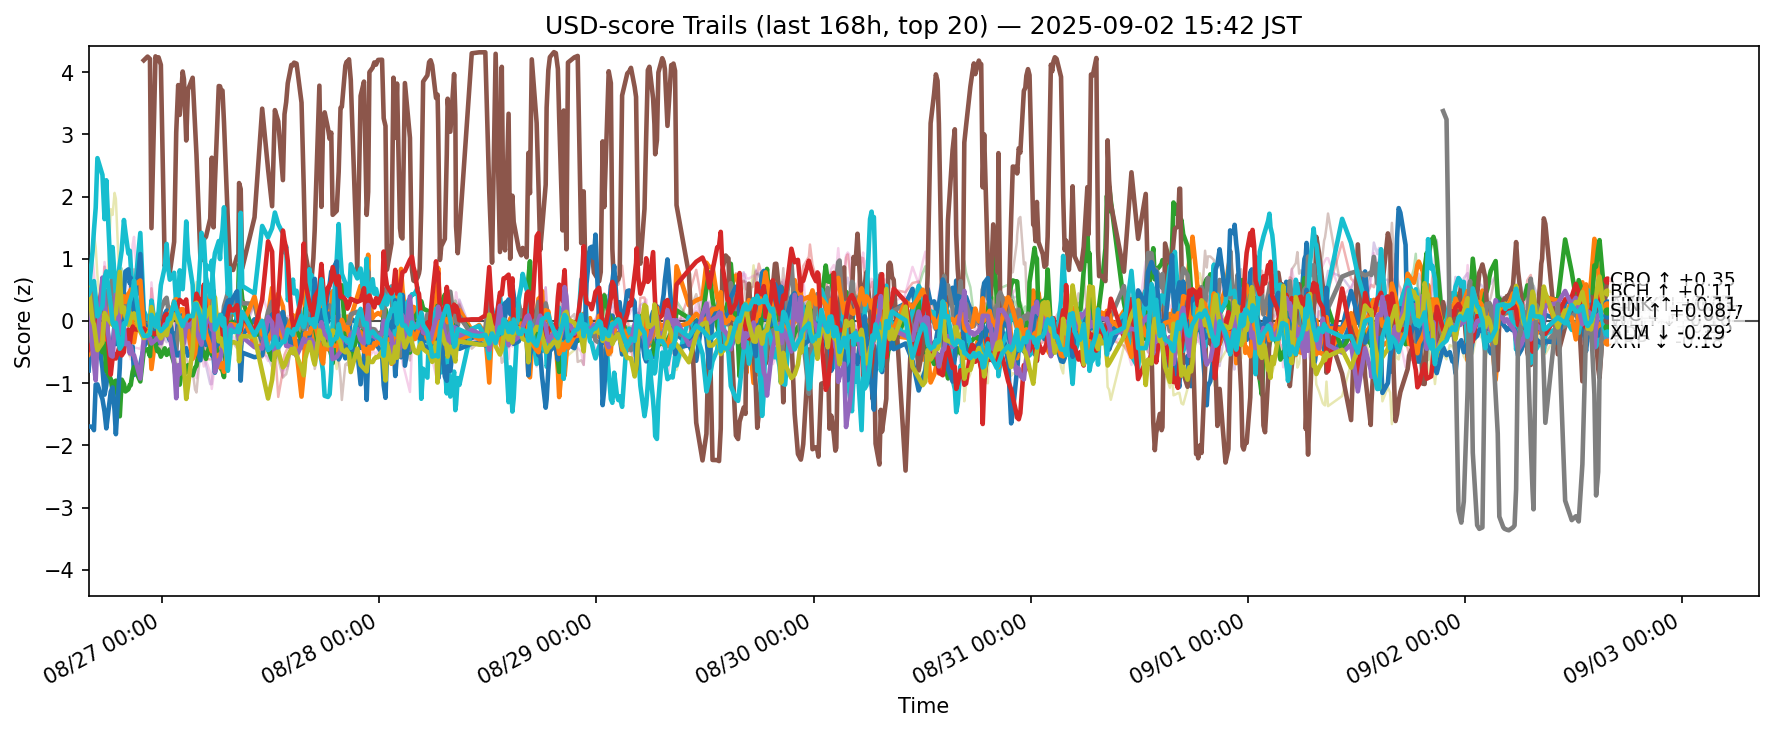 USD-score Trails (last 168h, top 20) — 2025-09-02 15:42 JST
Score (z)
4
3
2
1
0
−1
−2
−3
−4
CRO ↑ +0.35
BCH ↑ +0.11
SUI ↑ +0.08
XLM ↓ -0.29
XRP ↓ -0.18
08/27 00:00
08/28 00:00
08/29 00:00
08/30 00:00
08/31 00:00
09/01 00:00
09/02 00:00
09/03 00:00
Time